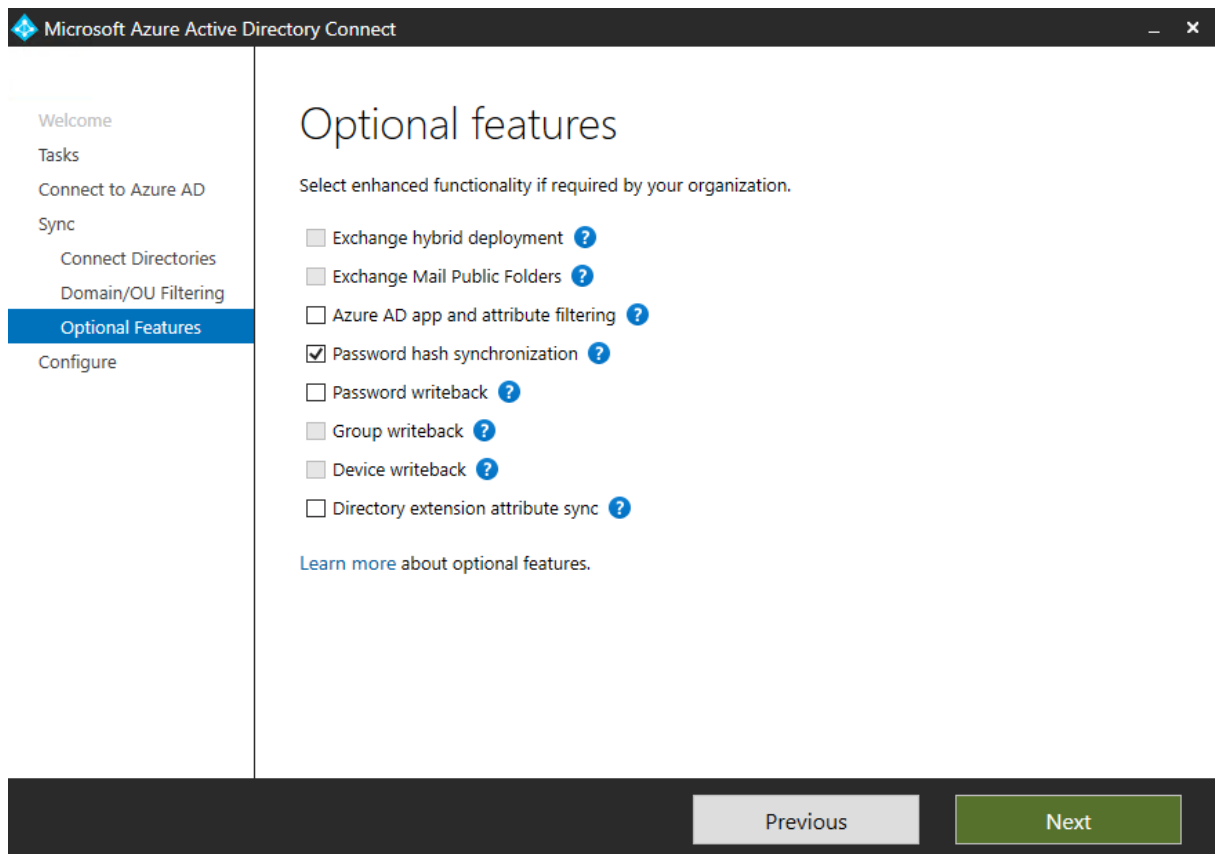 Microsoft Azure Active Directory Connect
Welcome
Tasks
Connect to Azure AD
Sync
Connect Directories
Domain/OU Filtering
Optional Features
Configure
Optional features
Select enhanced functionality if required by your organization.
Exchange hybrid deployment ?
Exchange Mail Public Folders ?
Azure AD app and attribute filtering ?
Password hash synchronization ?
Password writeback ?
Group writeback ?
Device writeback ?
Directory extension attribute sync ?
Learn more about optional features.
Previous
Next